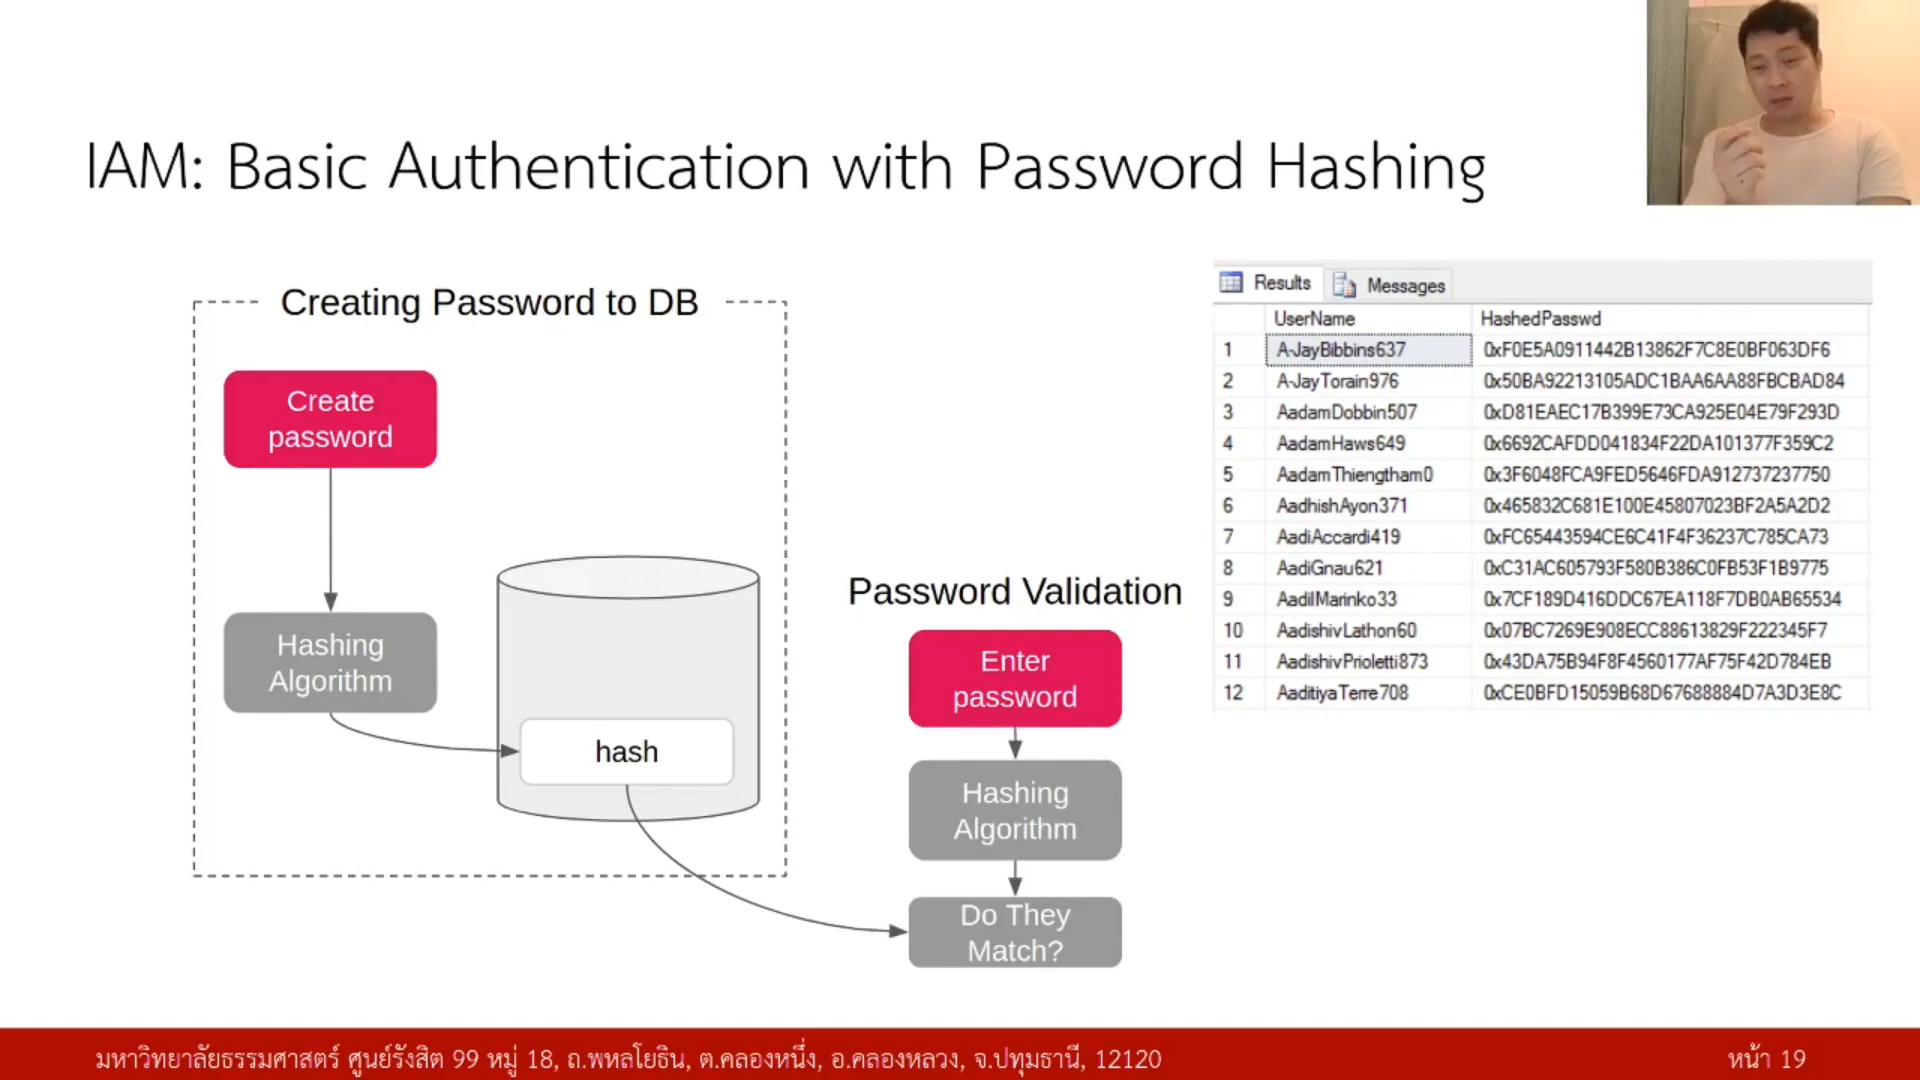 IAM: Basic Authentication with Password Hashing
Creating Password to DB
Create
password
Hashing
Algorithm
hash
Password Validation
Enter
password
Hashing
Algorithm
Do They
Match?
Results Messages
UserName HashedPasswd
1 A-JayBibbins637 0xF0E5A0911442B13862F7C8E0BF063DF6
2 A-JayTorain976 0x50BA92213105ADC1BAA6AA88FBCBAD84
3 AadamDobbin507 0xD81EAEC17B399E73CA925E04E79F293D
4 AadamHaws649 0x6692CAFDD041834F22DA101377F359C2
5 AadamThiengtham0 0x3F6048FCA9FED5646FDA912737237750
6 AadhishAyon371 0x465832C681E100E45807023BF2A5A2D2
7 AadiAccardi419 0xFC65443594CE6C41F4F36237C785CA73
8 AadiGnau621 0xC31AC605793F580B386C0FB53F1B9775
9 AadilMarinko33 0x7CF189D416DDC67EA118F7DB0AB65534
10 AadishivLathon60 0x07BC7269E908ECC88613829F222345F7
11 AadishivPrioletti873 0x43DA75B94F8F4560177AF75F42D784EB
12 AaditiyaTerre708 0xCE0BFD15059B68D67688884D7A3D3E8C
มหาวิทยาลัยธรรมศาสตร์ ศูนย์รังสิต 99 หมู่ 18, ถ.พหลโยธิน, ต.คลองหนึ่ง, อ.คลองหลวง, จ.ปทุมธานี, 12120
หน้า 19